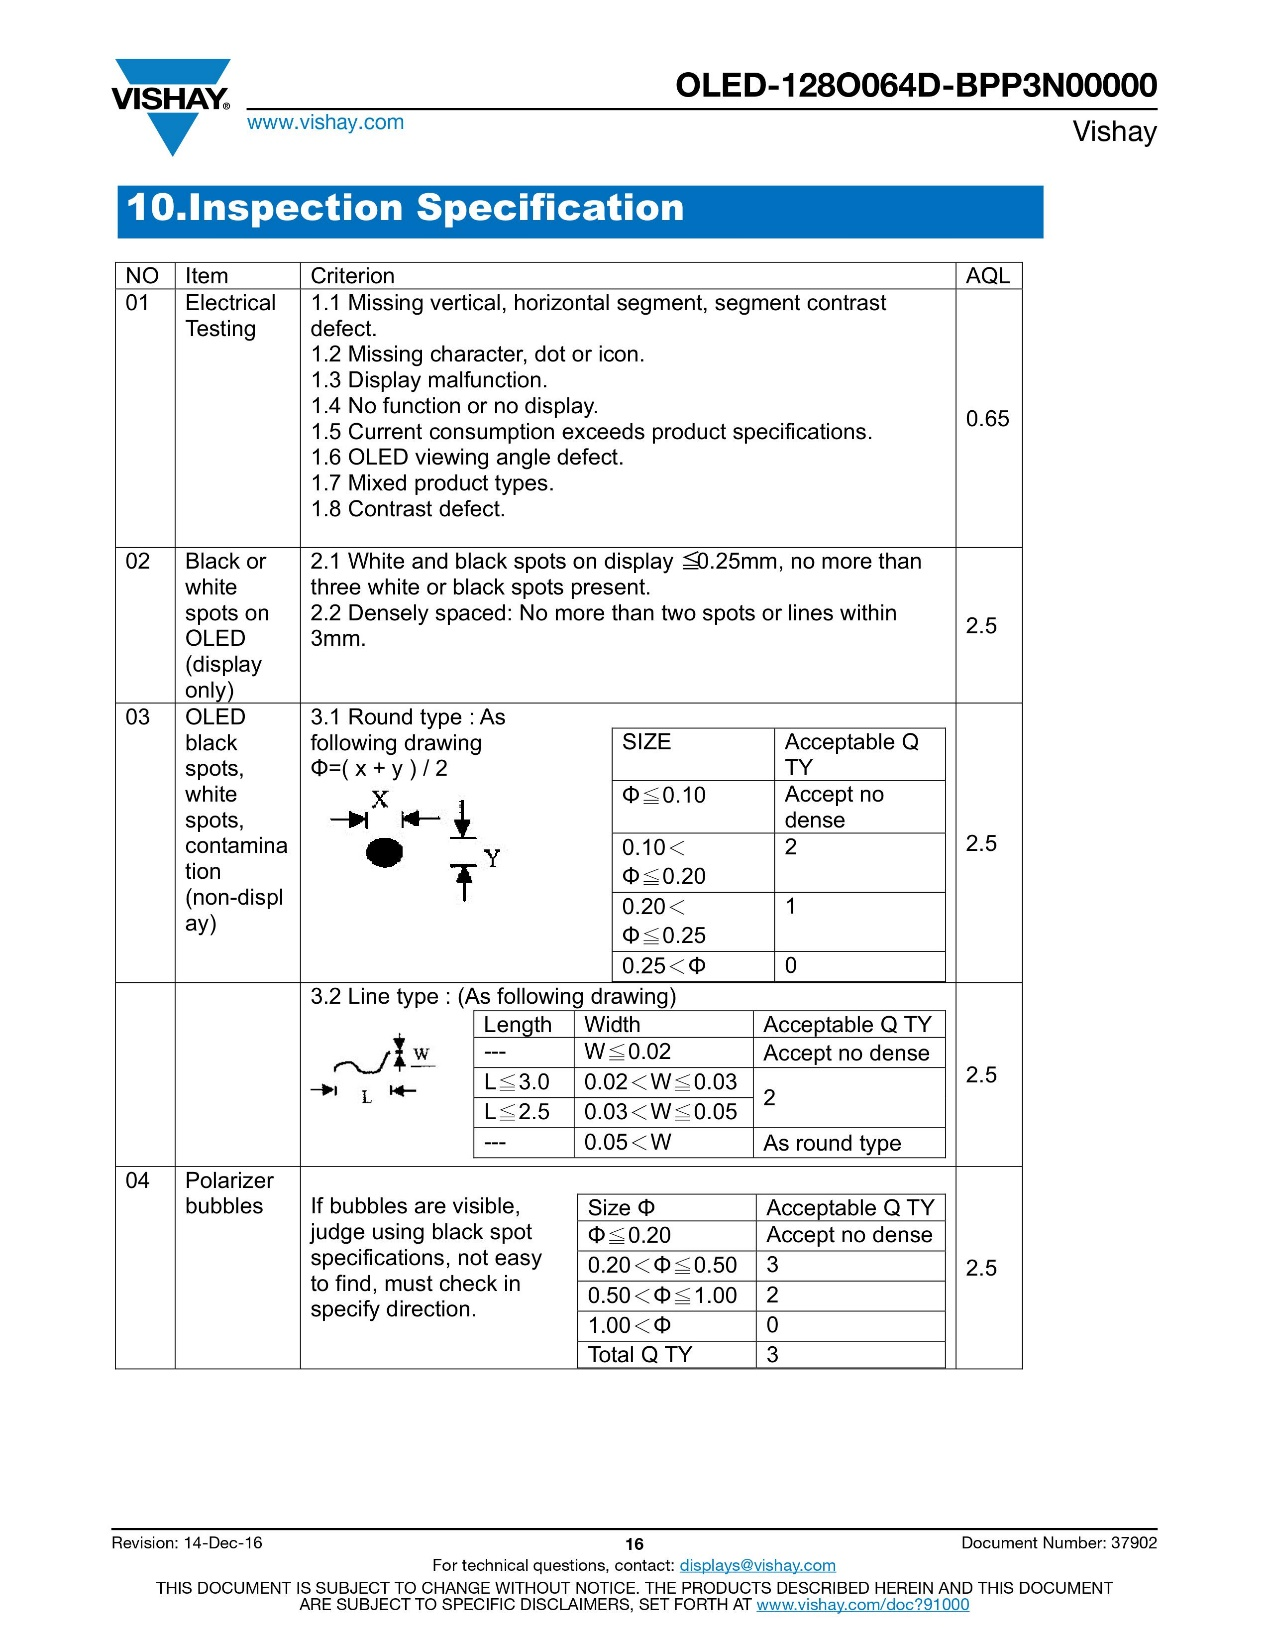 OLED-128O064D-BPP3N00000
VISHAY®
www.vishay.com
Vishay
10.Inspection Specification
NO Item Criterion AQL
01 Electrical Testing
1.1 Missing vertical, horizontal segment, segment contrast
defect.
1.2 Missing character, dot or icon.
1.3 Display malfunction.
1.4 No function or no display.
1.5 Current consumption exceeds product specifications.
1.6 OLED viewing angle defect.
1.7 Mixed product types.
1.8 Contrast defect.
0.65
02
Black or
white
spots on
OLED
(display
only)
2.1 White and black spots on display ≦0.25mm, no more than
three white or black spots present.
2.2 Densely spaced: No more than two spots or lines within
3mm.
2.5
03
OLED
black
spots,
white
spots,
contamina
tion
(non-displ
ay)
3.1 Round type : As
following drawing
Φ=( x + y ) / 2
X
Y
SIZE Acceptable Q
TY
Φ≦0.10 Accept no
dense
0.10< 2
Φ≦0.20
0.20< 1
Φ≦0.25
0.25<Φ 0
2.5
3.2 Line type : (As following drawing)
W
L
Length Width Acceptable Q TY
--- W≦0.02 Accept no dense
L≦3.0 0.02<W≦0.03
2
L≦2.5 0.03<W≦0.05
--- 0.05<W As round type
2.5
04
Polarizer
bubbles
If bubbles are visible,
judge using black spot
specifications, not easy
to find, must check in
specify direction.
Size Φ Acceptable Q TY
Φ≦0.20 Accept no dense
0.20<Φ≦0.50 3
0.50<Φ≦1.00 2
1.00<Φ 0
Total Q TY 3
2.5
Revision: 14-Dec-16 16 Document Number: 37902
For technical questions, contact: displays@vishay.com
THIS DOCUMENT IS SUBJECT TO CHANGE WITHOUT NOTICE. THE PRODUCTS DESCRIBED HEREIN AND THIS DOCUMENT
ARE SUBJECT TO SPECIFIC DISCLAIMERS, SET FORTH AT www.vishay.com/doc?91000